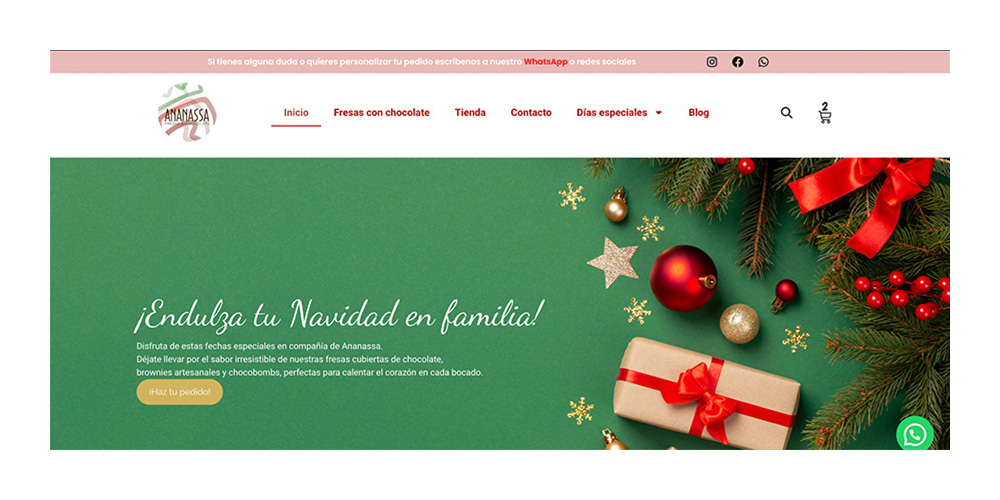 Si tienes alguna duda o quieres personalizar tu pedido escribenos a nuestro WhatsApp o redes sociales
ANANASSA
Inicio
Fresas con chocolate
Tienda
Contacto
Días especiales
Blog
2
¡Endulza tu Navidad en familia!
Disfruta de estas fechas especiales en compañía de Ananassa.
Déjate llevar por el sabor irresistible de nuestras fresas cubiertas de chocolate,
brownies artesanales y chocobombs, perfectas para calentar el corazón en cada bocado.
¡Haz tu pedido!